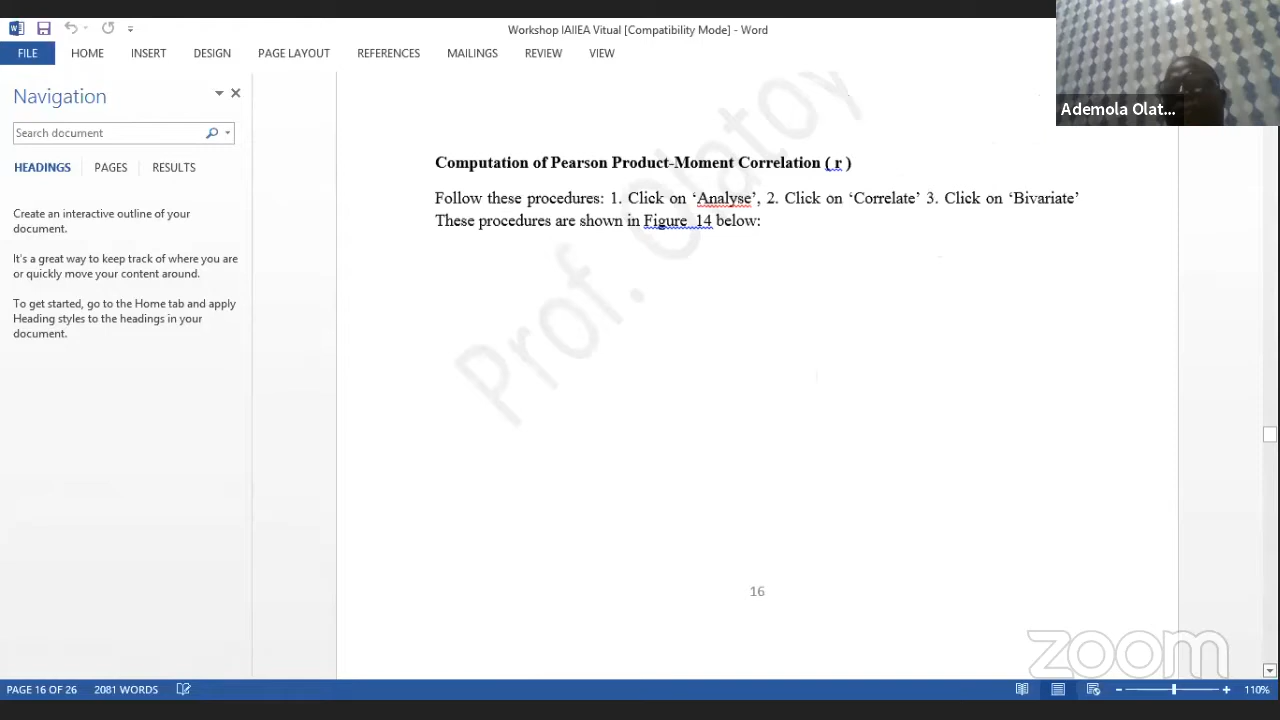 Workshop IAIIEA Vitual [Compatibility Mode] - Word
FILE HOME INSERT DESIGN PAGE LAYOUT REFERENCES MAILINGS REVIEW VIEW
Ademola Olat...
Navigation
Search document
HEADINGS PAGES RESULTS
Create an interactive outline of your
document.
It's a great way to keep track of where you are
or quickly move your content around.
To get started, go to the Home tab and apply
Heading styles to the headings in your
document.
Computation of Pearson Product-Moment Correlation ( r )
Follow these procedures: 1. Click on ‘Analyse’, 2. Click on ‘Correlate’ 3. Click on ‘Bivariate’
These procedures are shown in Figure 14 below:
Prof. Olatoy
16
zoom
PAGE 16 OF 26 2081 WORDS 110%